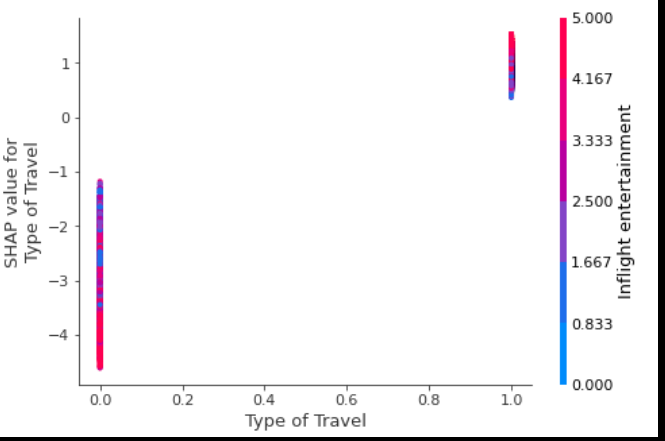 SHAP value for
Type of Travel
1
0
−1
−2
−3
−4
0.0 0.2 0.4 0.6 0.8 1.0
Type of Travel
5.000
4.167
3.333
2.500
1.667
0.833
0.000
Inflight entertainment